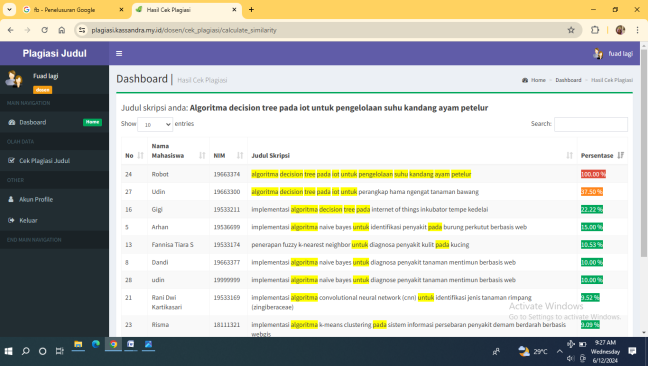 fb - Penelusuran Google
Hasil Cek Plagiasi
plagiasi.kassandra.my.id/dosen/cek_plagiasi/calculate_similarity
Plagiasi Judul
fuad lagi
Fuad lagi
MAIN NAVIGATION
Dasboard
Home
OLAH DATA
Cek Plagiasi Judul
OTHER
Akun Profile
Keluar
END MAIN NAVIGATION
Dashboard | Hasil Cek Plagiasi
Home > Dashboard > Hasil Cek Plagiasi
Judul skripsi anda: Algoritma decision tree pada iot untuk pengelolaan suhu kandang ayam petelur
Show 10 entries
Search:
No Nama Mahasiswa NIM Judul Skripsi Persentase
24 Robot 19663374 algoritma decision tree pada iot untuk pengelolaan suhu kandang ayam petelur 100.00 %
27 Udin 19663300 algoritma decision tree pada iot untuk perangkap hama rengat tanaman bawang 37.50 %
16 Gigi 19533211 implementasi algoritma decision tree pada internet of things inkubator tempe kedelai 22.22 %
5 Arhan 19536699 implementasi algoritma naive bayes untuk identifikasi penyakit pada burung perkutut berbasis web 15.00 %
13 Fannisa Tiara S 19533174 penerapan fuzzy k-nearest neighbor untuk diagnosa penyakit kulit pada kucing 10.53 %
8 Dandi 19663377 implementasi algoritma naive bayes untuk diagnosa penyakit tanaman mentimun berbasis web 10.00 %
28 udin 19999999 implementasi algoritma naive bayes untuk diagnosa penyakit tanaman mentimun berbasis web 10.00 %
21 Rani Dwi Kartikasari 19533169 implementasi algoritma convolutional neural network (cnn) untuk identifikasi jenis tanaman rimpang (zingiberaceae) 9.52 %
23 Risma 18111321 implementasi algoritma k-means clustering pada sistem informasi persebaran penyakit demam berdarah berbasis webgis 9.09 %
Activate Windows
Go to Settings to activate Windows.
29°C
9:27 AM
Wednesday
6/12/2024